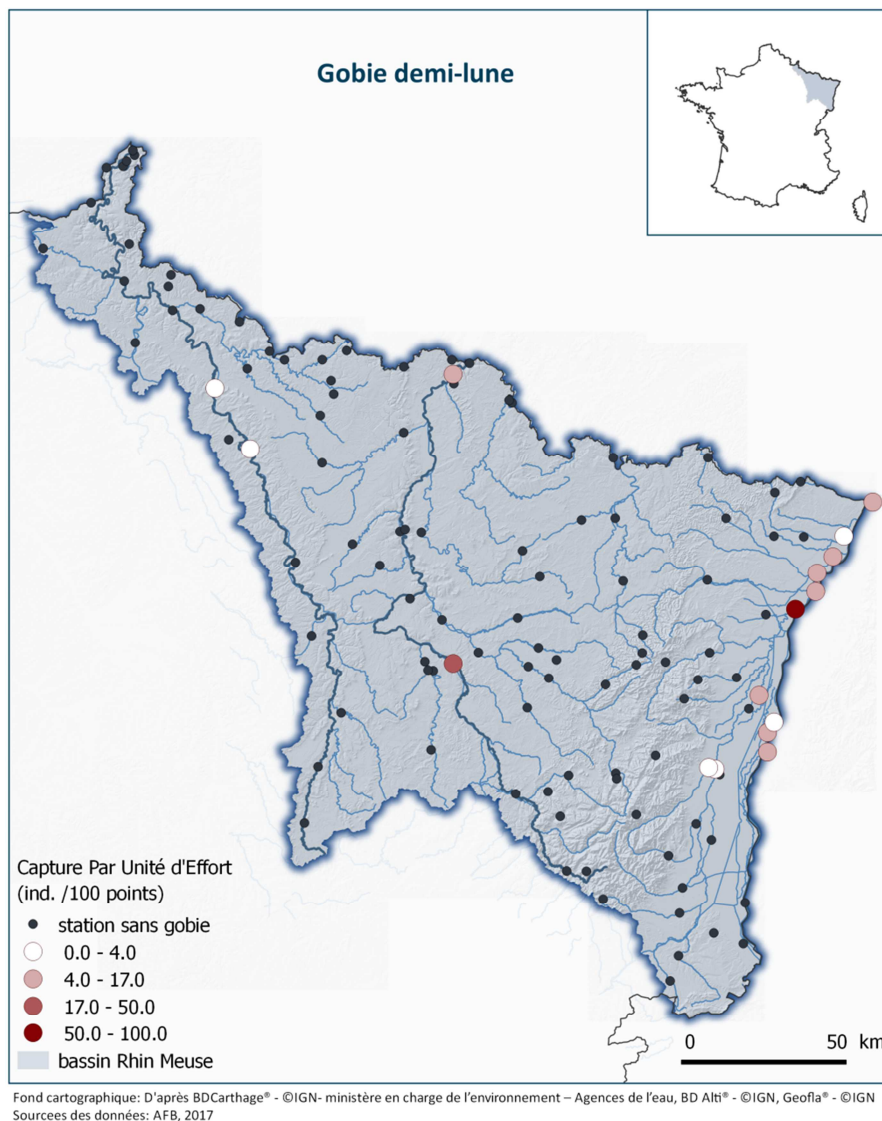 Gobie demi-lune
Capture Par Unité d'Effort
(ind. /100 points)
station sans gobie
0.0 - 4.0
4.0 - 17.0
17.0 - 50.0
50.0 - 100.0
bassin Rhin Meuse
0 50 km
Fond cartographique: D'après BDCarthage® - ©IGN- ministère en charge de l'environnement – Agences de l'eau, BD Alti® - ©IGN, Geofla® - ©IGN
Sourcees des données: AFB, 2017